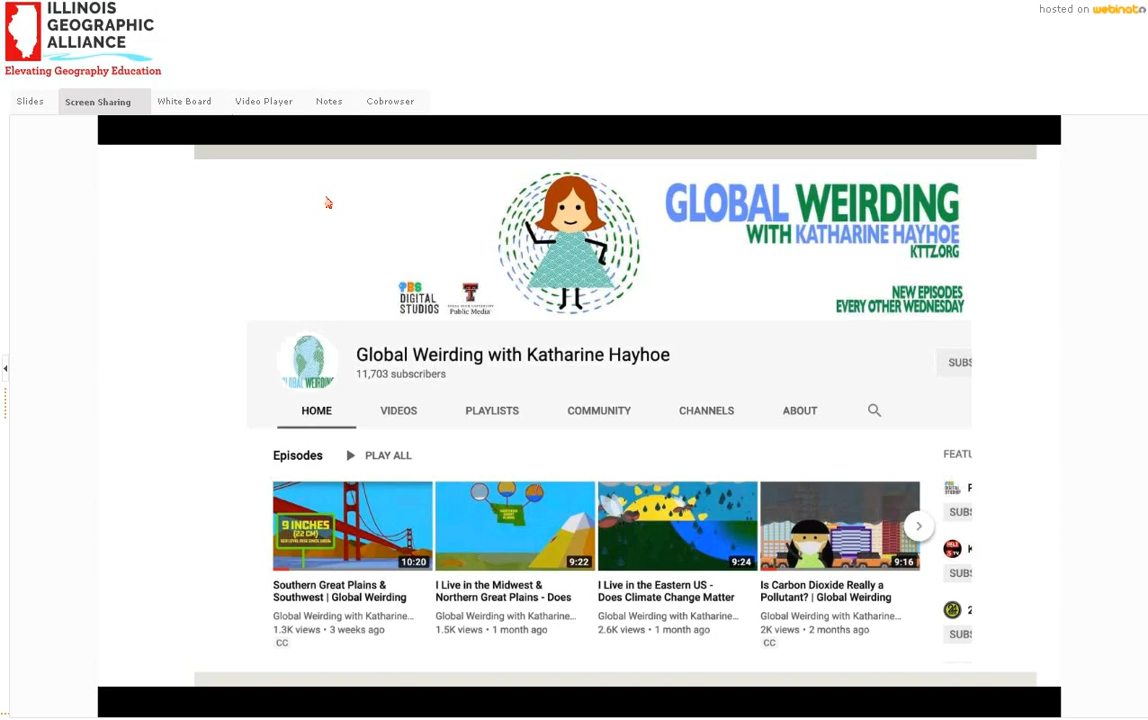 ILLINOIS
GEOGRAPHIC
ALLIANCE
Elevating Geography Education
hosted on webinato
Slides
Screen Sharing
White Board
Video Player
Notes
Cobrowser
GLOBAL WEIRDING
WITH KATHARINE HAYHOE
KTTZ.ORG
PBS
DIGITAL
STUDIOS
TEXAS TECH UNIVERSITY
Public Media
NEW EPISODES
EVERY OTHER WEDNESDAY
GLOBAL WEIRDING
Global Weirding with Katharine Hayhoe
11,703 subscribers
SUBS
HOME
VIDEOS
PLAYLISTS
COMMUNITY
CHANNELS
ABOUT
Episodes
PLAY ALL
FEATU
9 INCHES
(22 CM)
10:20
9:22
9:24
9:16
Southern Great Plains &
Southwest | Global Weirding
Global Weirding with Katharine...
1.3K views • 3 weeks ago
CC
I Live in the Midwest &
Northern Great Plains - Does
Global Weirding with Katharine...
1.5K views • 1 month ago
I Live in the Eastern US -
Does Climate Change Matter
Global Weirding with Katharine...
2.6K views • 1 month ago
Is Carbon Dioxide Really a
Pollutant? | Global Weirding
Global Weirding with Katharine...
2K views • 2 months ago
CC
P
SUBS
K
SUBS
2
SUBS